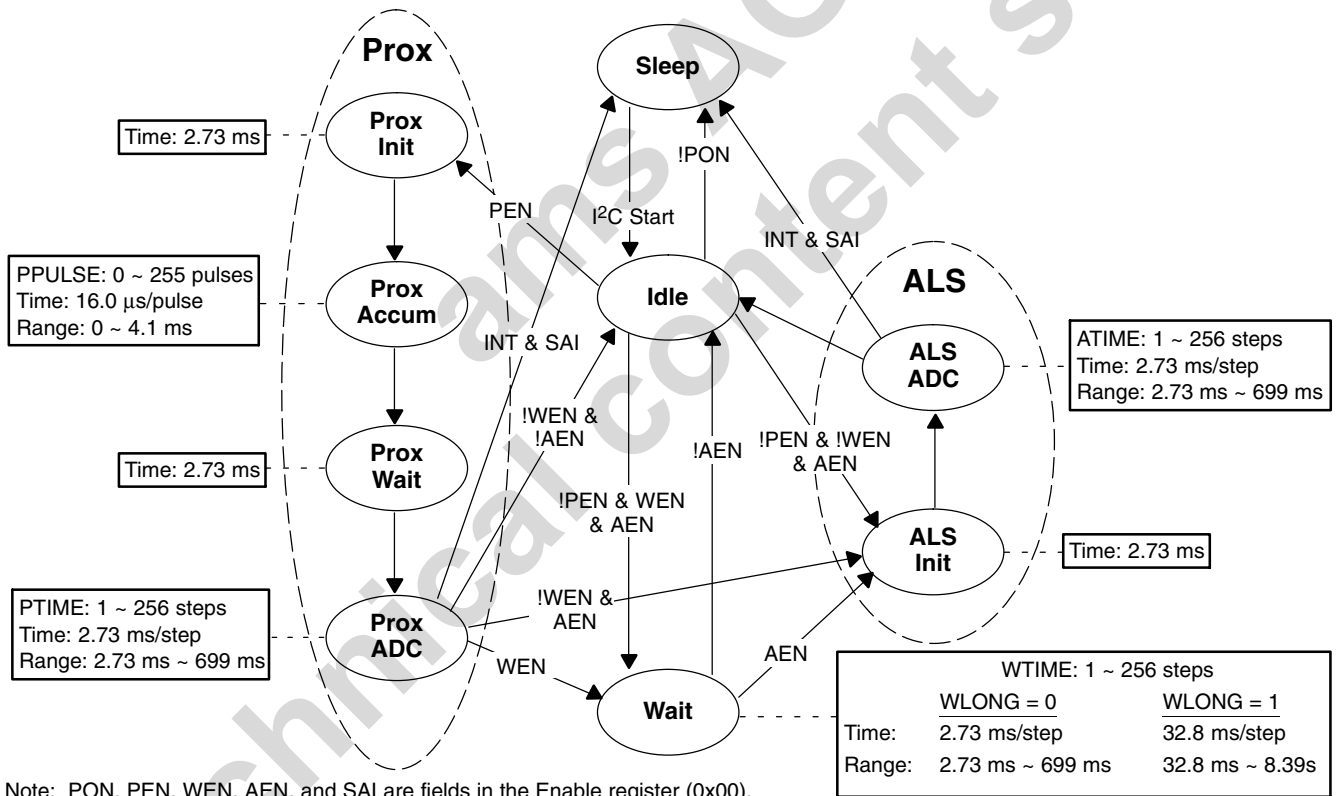 Prox
Prox
Init
Time: 2.73 ms
PPULSE: 0 ~ 255 pulses
Time: 16.0 μs/pulse
Range: 0 ~ 4.1 ms
Prox
Accum
Time: 2.73 ms
Prox
Wait
PTIME: 1 ~ 256 steps
Time: 2.73 ms/step
Range: 2.73 ms ~ 699 ms
Prox
ADC
Sleep
!PON
I²C Start
PEN
Idle
INT & SAI
INT & SAI
!WEN &
!AEN
!PEN & WEN
& AEN
!AEN
!PEN & !WEN
& AEN
!WEN &
AEN
WEN
AEN
Wait
ALS
ALS
ADC
ATIME: 1 ~ 256 steps
Time: 2.73 ms/step
Range: 2.73 ms ~ 699 ms
ALS
Init
Time: 2.73 ms
WTIME: 1 ~ 256 steps
WLONG = 0 WLONG = 1
Time: 2.73 ms/step 32.8 ms/step
Range: 2.73 ms ~ 699 ms 32.8 ms ~ 8.39s
Note: PON, PEN, WEN, AEN, and SAI are fields in the Enable register (0x00).
ams AG
chnical content s